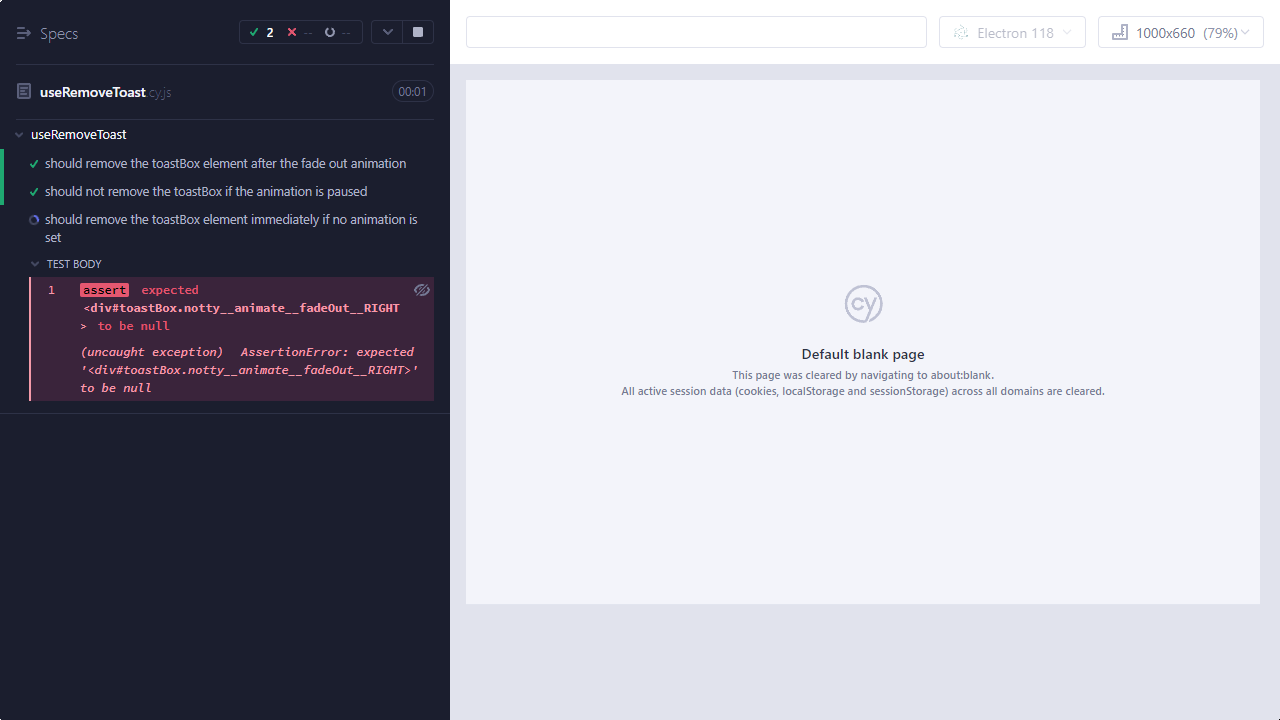 Specs
2 -- --
useRemoveToast.cy.js
00:01
useRemoveToast
should remove the toastBox element after the fade out animation
should not remove the toastBox if the animation is paused
should remove the toastBox element immediately if no animation is
set
TEST BODY
1 assert expected
<div#toastBox.notty__animate__fadeOut__RIGHT
> to be null
(uncaught exception) AssertionError: expected
'<div#toastBox.notty__animate__fadeOut__RIGHT>'
to be null
Electron 118
1000x660 (79%)
cy
Default blank page
This page was cleared by navigating to about:blank.
All active session data (cookies, localStorage and sessionStorage) across all domains are cleared.